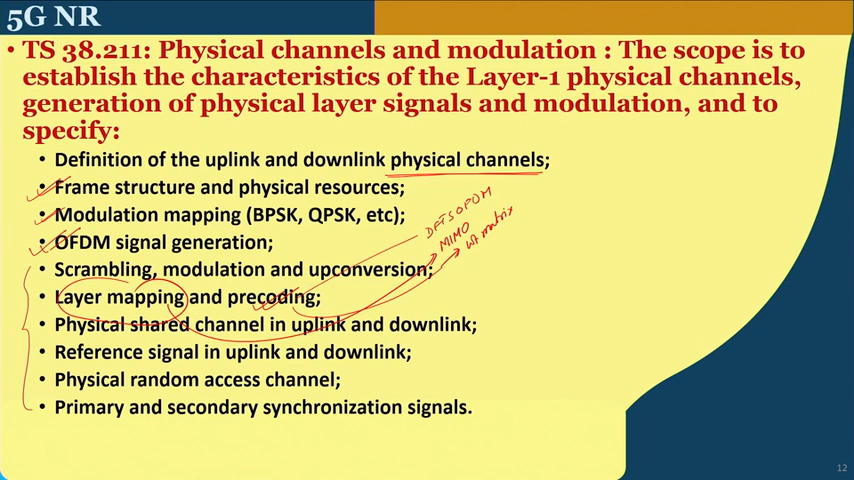 5G NR
• TS 38.211: Physical channels and modulation : The scope is to
establish the characteristics of the Layer-1 physical channels,
generation of physical layer signals and modulation, and to
specify:
• Definition of the uplink and downlink physical channels;
• Frame structure and physical resources;
• Modulation mapping (BPSK, QPSK, etc);
• OFDM signal generation;
• Scrambling, modulation and upconversion;
• Layer mapping and precoding;
• Physical shared channel in uplink and downlink;
• Reference signal in uplink and downlink;
• Physical random access channel;
• Primary and secondary synchronization signals.
MIMO
matrix
12